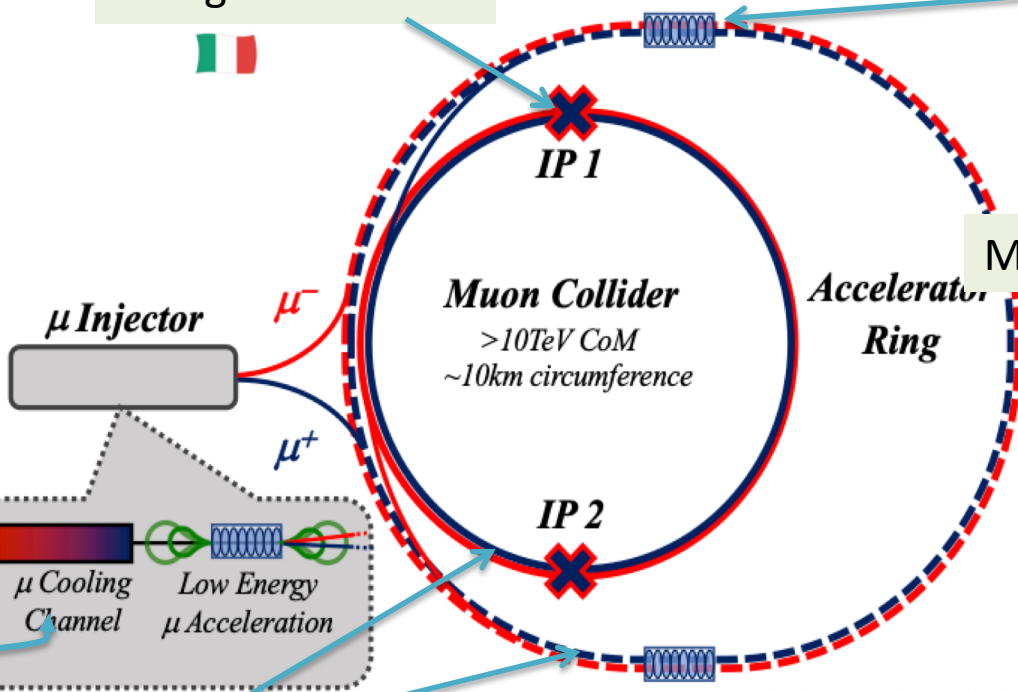 IP 1
Muon Collider
>10TeV CoM
~10km circumference
Accelerator
Ring
M
μ Injector
μ−
μ+
IP 2
μ Cooling
Channel
Low Energy
μ Acceleration